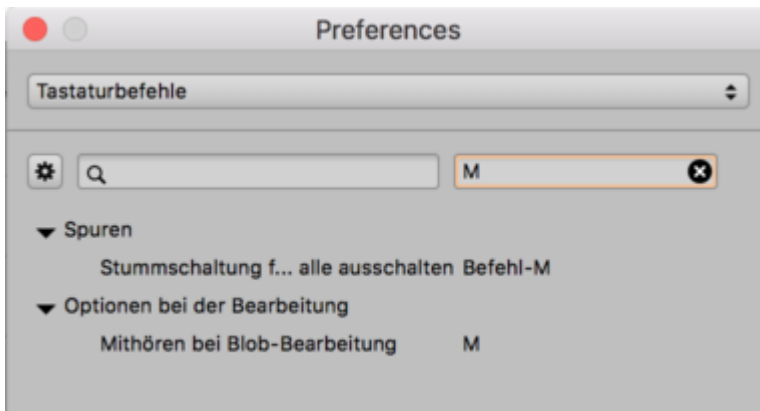 Preferences
Tastaturbefehle
M
Spuren
Stummschaltung f... alle ausschalten Befehl-M
Optionen bei der Bearbeitung
Mithören bei Blob-Bearbeitung M